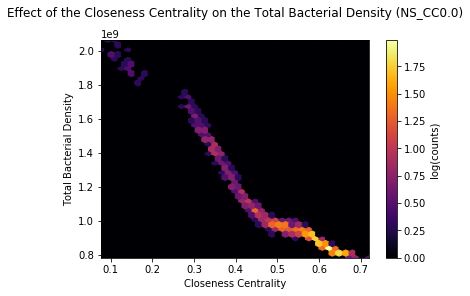 Effect of the Closeness Centrality on the Total Bacterial Density (NS_CC0.0)
1e9
2.0
1.8
1.6
1.4
1.2
1.0
0.8
Total Bacterial Density
0.1 0.2 0.3 0.4 0.5 0.6 0.7
Closeness Centrality
1.75
1.50
1.25
1.00
0.75
0.50
0.25
0.00
log(counts)